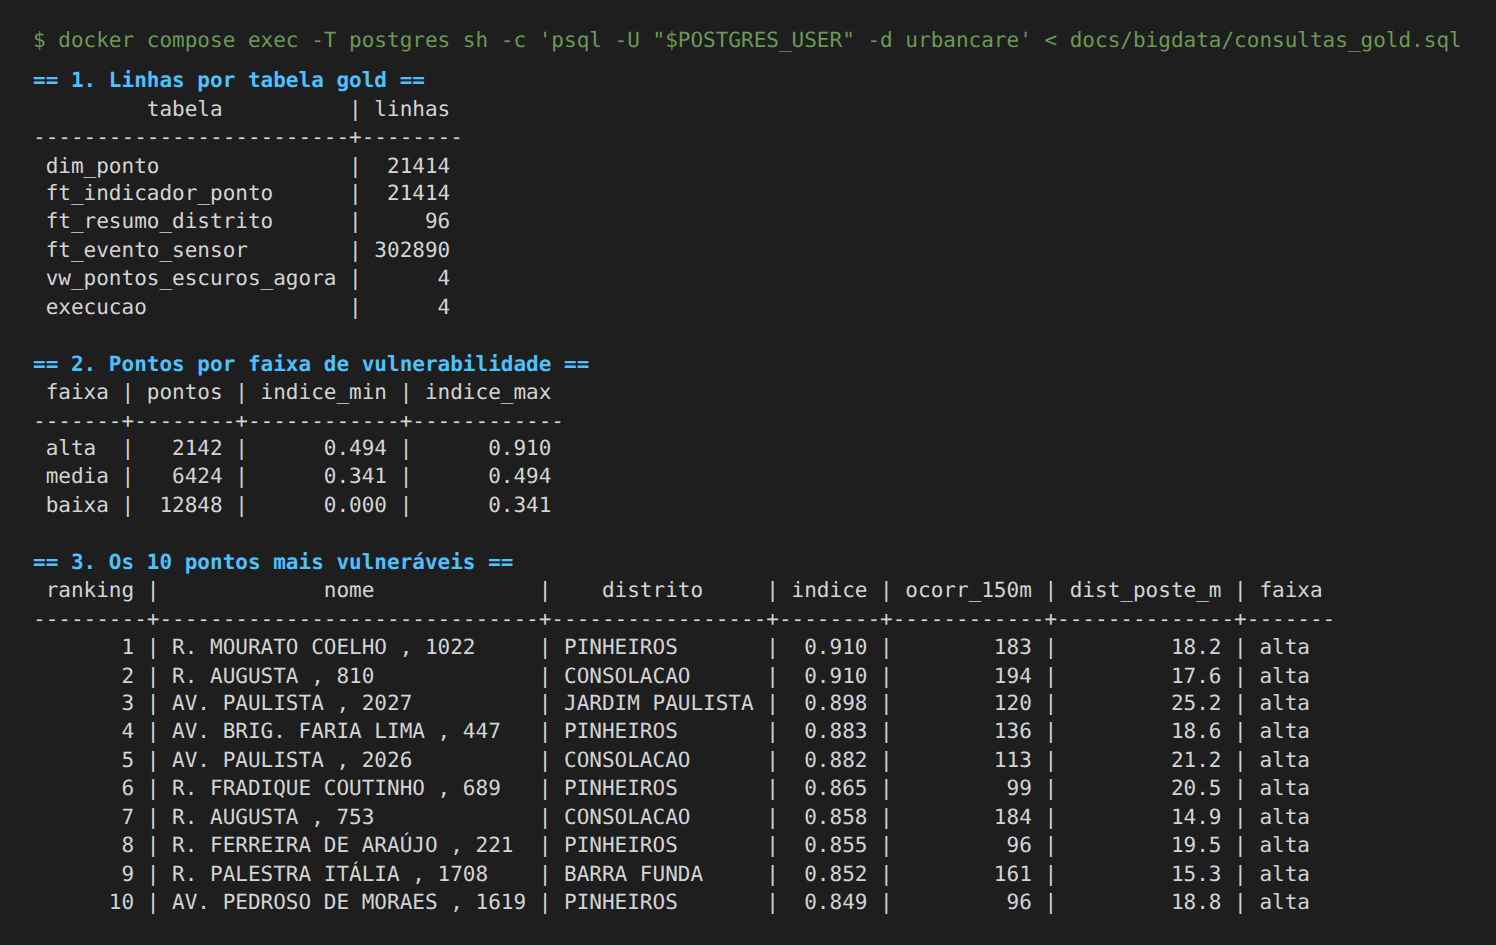 $ docker compose exec -T postgres sh -c 'psql -U "$POSTGRES_USER" -d urbancare' < docs/bigdata/consultas_gold.sql
== 1. Linhas por tabela gold ==
         tabela          | linhas
-------------------------+--------
 dim_ponto               |  21414
 ft_indicador_ponto      |  21414
 ft_resumo_distrito      |     96
 ft_evento_sensor        | 302890
 vw_pontos_escuros_agora |      4
 execucao                |      4

== 2. Pontos por faixa de vulnerabilidade ==
 faixa | pontos | indice_min | indice_max
-------+--------+------------+------------
 alta  |   2142 |      0.494 |      0.910
 media |   6424 |      0.341 |      0.494
 baixa |  12848 |      0.000 |      0.341

== 3. Os 10 pontos mais vulneráveis ==
 ranking |             nome             |    distrito     | indice | ocorr_150m | dist_poste_m | faixa
---------+------------------------------+-----------------+--------+------------+--------------+-------
       1 | R. MOURATO COELHO , 1022     | PINHEIROS       |  0.910 |        183 |         18.2 | alta
       2 | R. AUGUSTA , 810             | CONSOLACAO      |  0.910 |        194 |         17.6 | alta
       3 | AV. PAULISTA , 2027          | JARDIM PAULISTA |  0.898 |        120 |         25.2 | alta
       4 | AV. BRIG. FARIA LIMA , 447   | PINHEIROS       |  0.883 |        136 |         18.6 | alta
       5 | AV. PAULISTA , 2026          | CONSOLACAO      |  0.882 |        113 |         21.2 | alta
       6 | R. FRADIQUE COUTINHO , 689   | PINHEIROS       |  0.865 |         99 |         20.5 | alta
       7 | R. AUGUSTA , 753             | CONSOLACAO      |  0.858 |        184 |         14.9 | alta
       8 | R. FERREIRA DE ARAÚJO , 221  | PINHEIROS       |  0.855 |         96 |         19.5 | alta
       9 | R. PALESTRA ITÁLIA , 1708    | BARRA FUNDA     |  0.852 |        161 |         15.3 | alta
      10 | AV. PEDROSO DE MORAES , 1619 | PINHEIROS       |  0.849 |         96 |         18.8 | alta